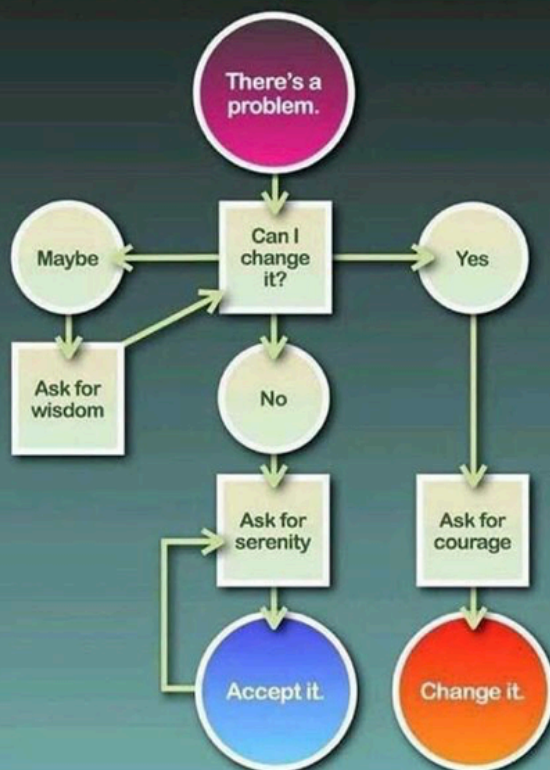 There's a
problem.
Can I
change
it?
Maybe
Yes
Ask for
wisdom
No
Ask for
serenity
Ask for
courage
Accept it.
Change it.